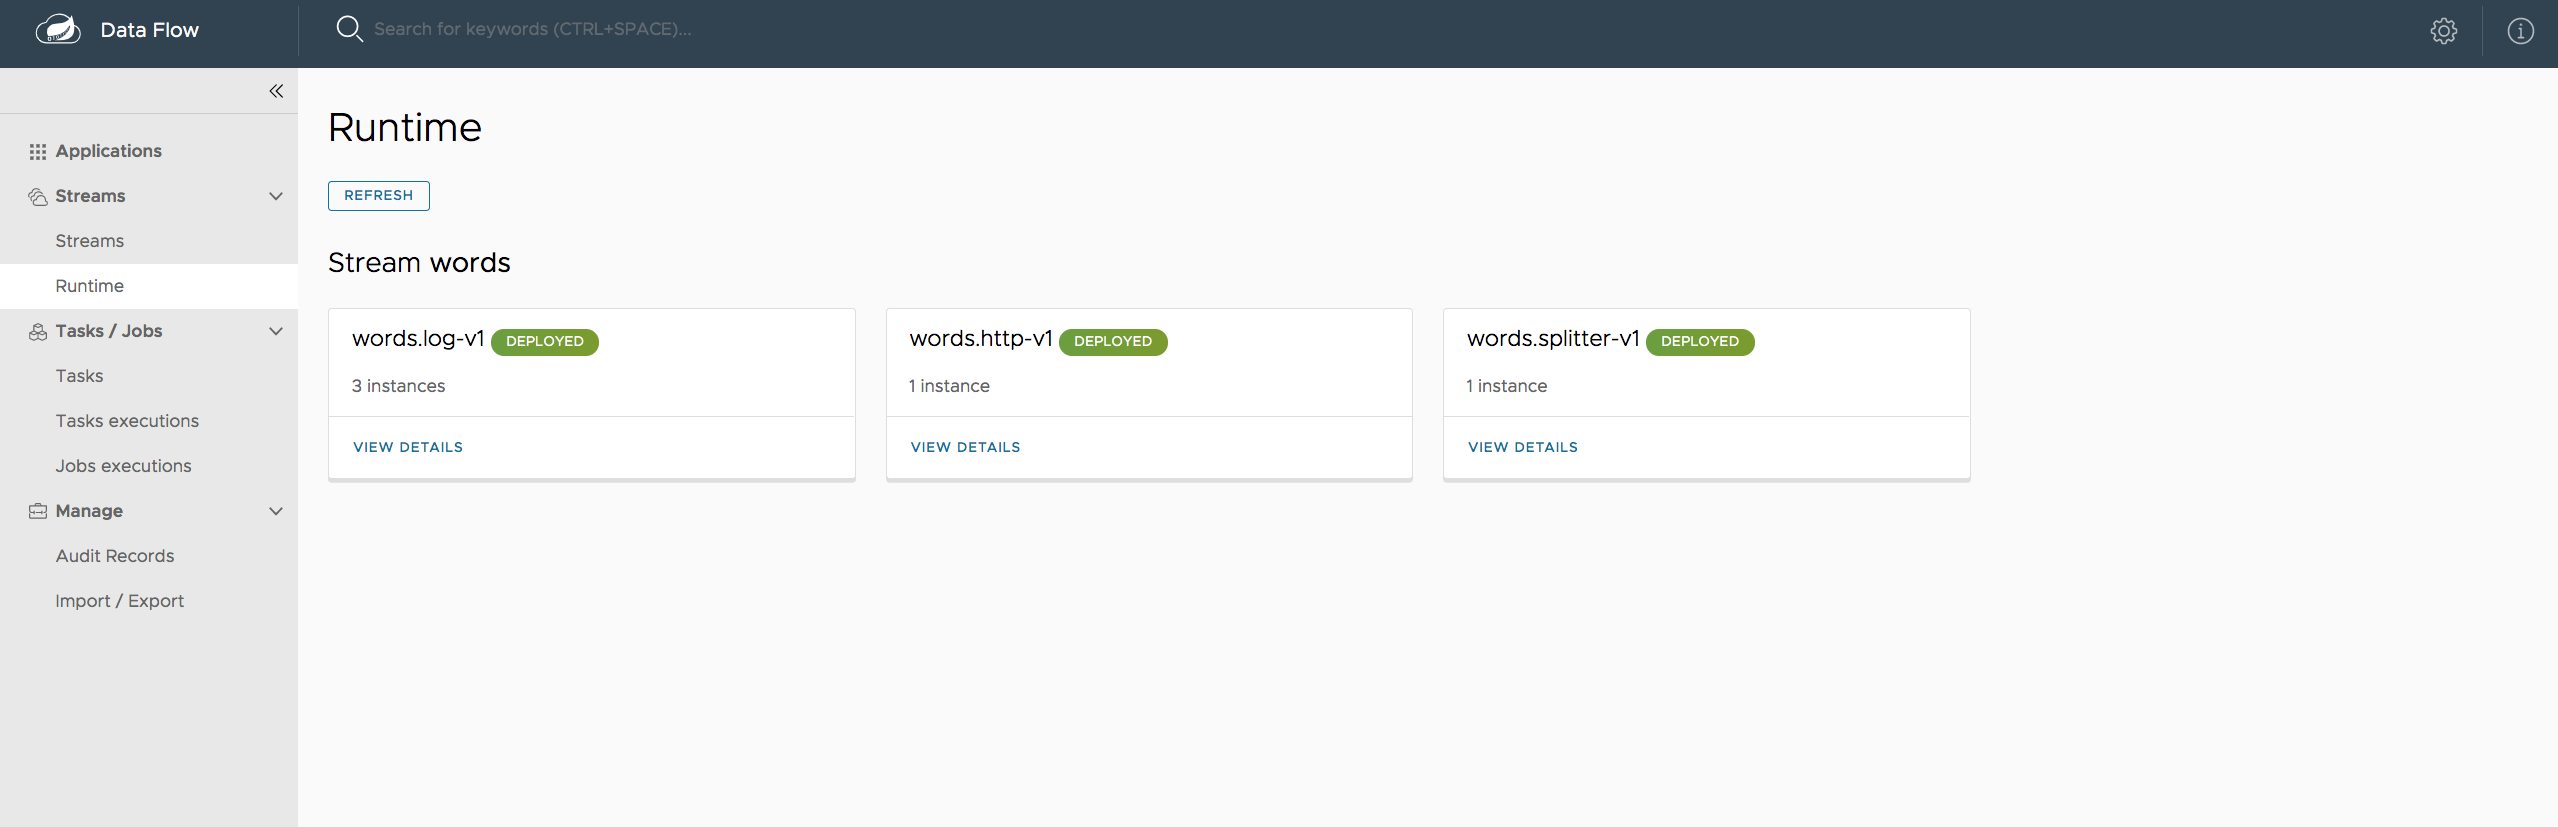 Data Flow
Search for keywords (CTRL+SPACE)...
Applications
Streams
Streams
Runtime
Tasks / Jobs
Tasks
Tasks executions
Jobs executions
Manage
Audit Records
Import / Export
Runtime
REFRESH
Stream words
words.log-v1 DEPLOYED
3 instances
VIEW DETAILS
words.http-v1 DEPLOYED
1 instance
VIEW DETAILS
words.splitter-v1 DEPLOYED
1 instance
VIEW DETAILS